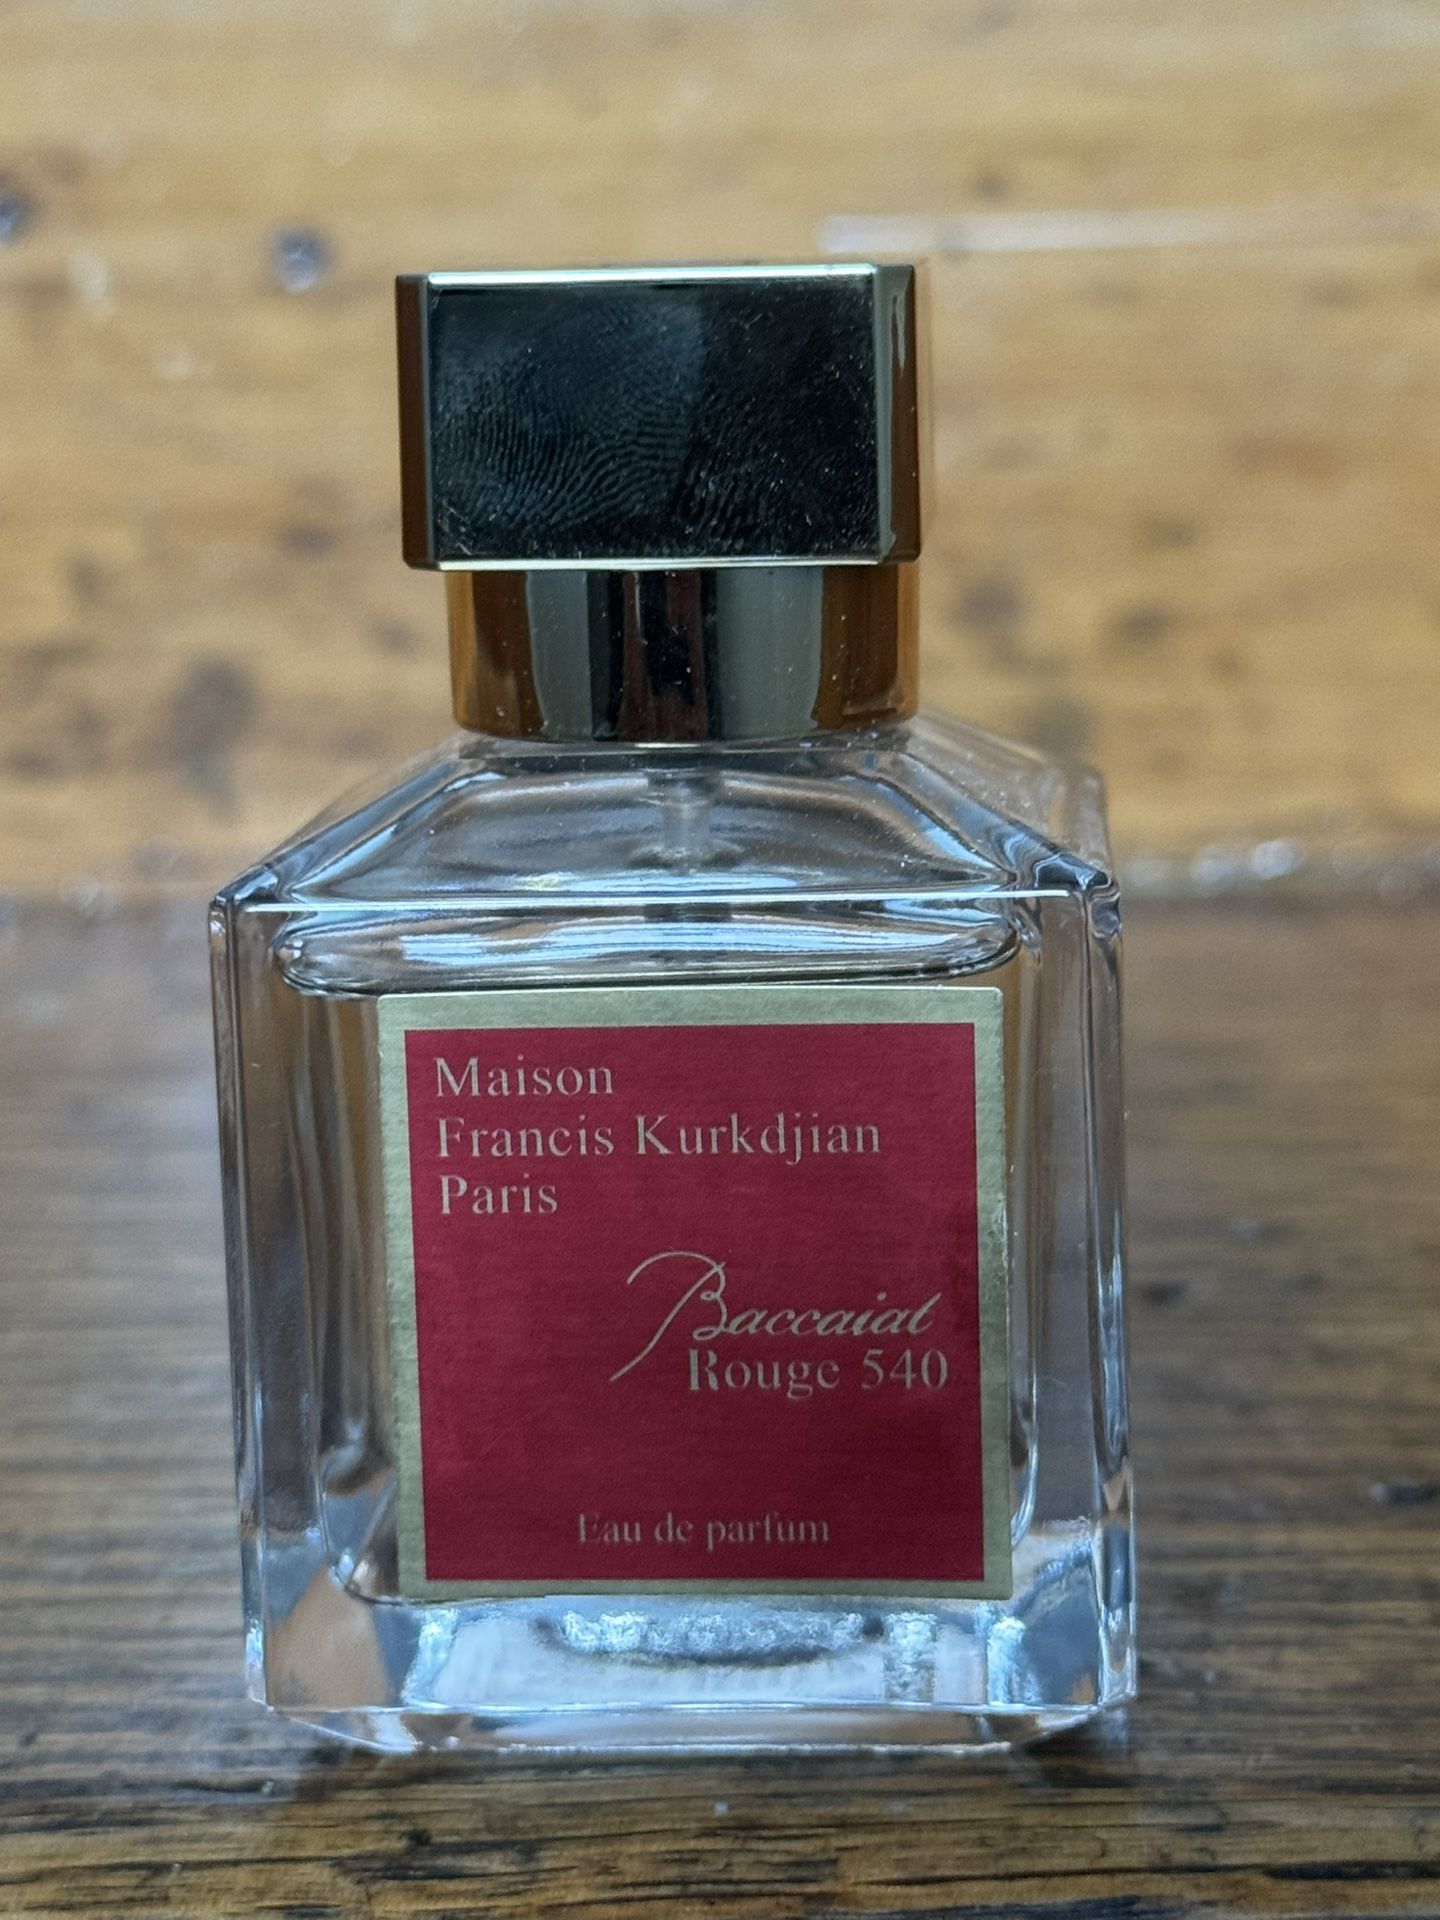 Maison
Francis Kurkdjian
Paris
Baccarat
Rouge 540
Eau de parfum